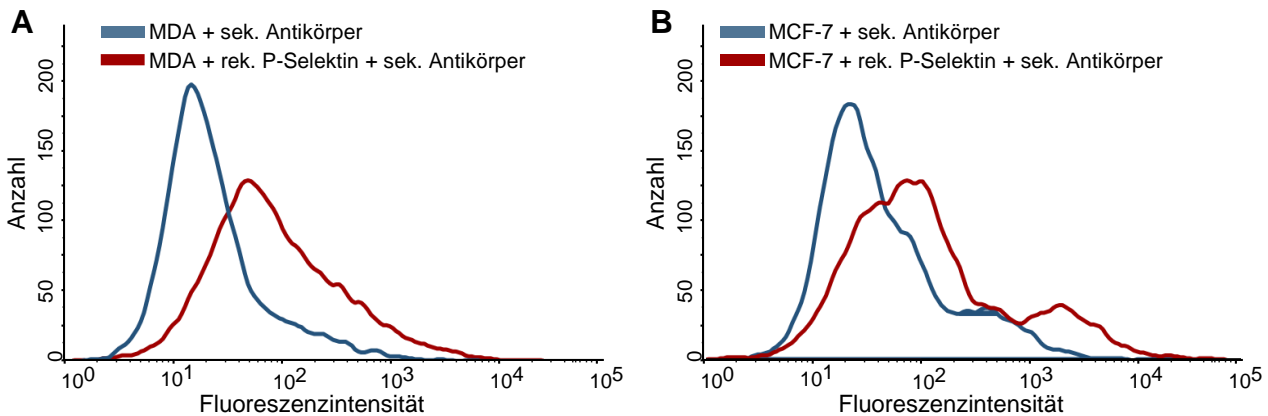 A
MDA + sek. Antikörper
MDA + rek. P-Selektin + sek. Antikörper
Anzahl
200
150
100
50
0
10^0 10^1 10^2 10^3 10^4 10^5
Fluoreszenzintensität
B
MCF-7 + sek. Antikörper
MCF-7 + rek. P-Selektin + sek. Antikörper
Anzahl
200
150
100
50
0
10^0 10^1 10^2 10^3 10^4 10^5
Fluoreszenzintensität